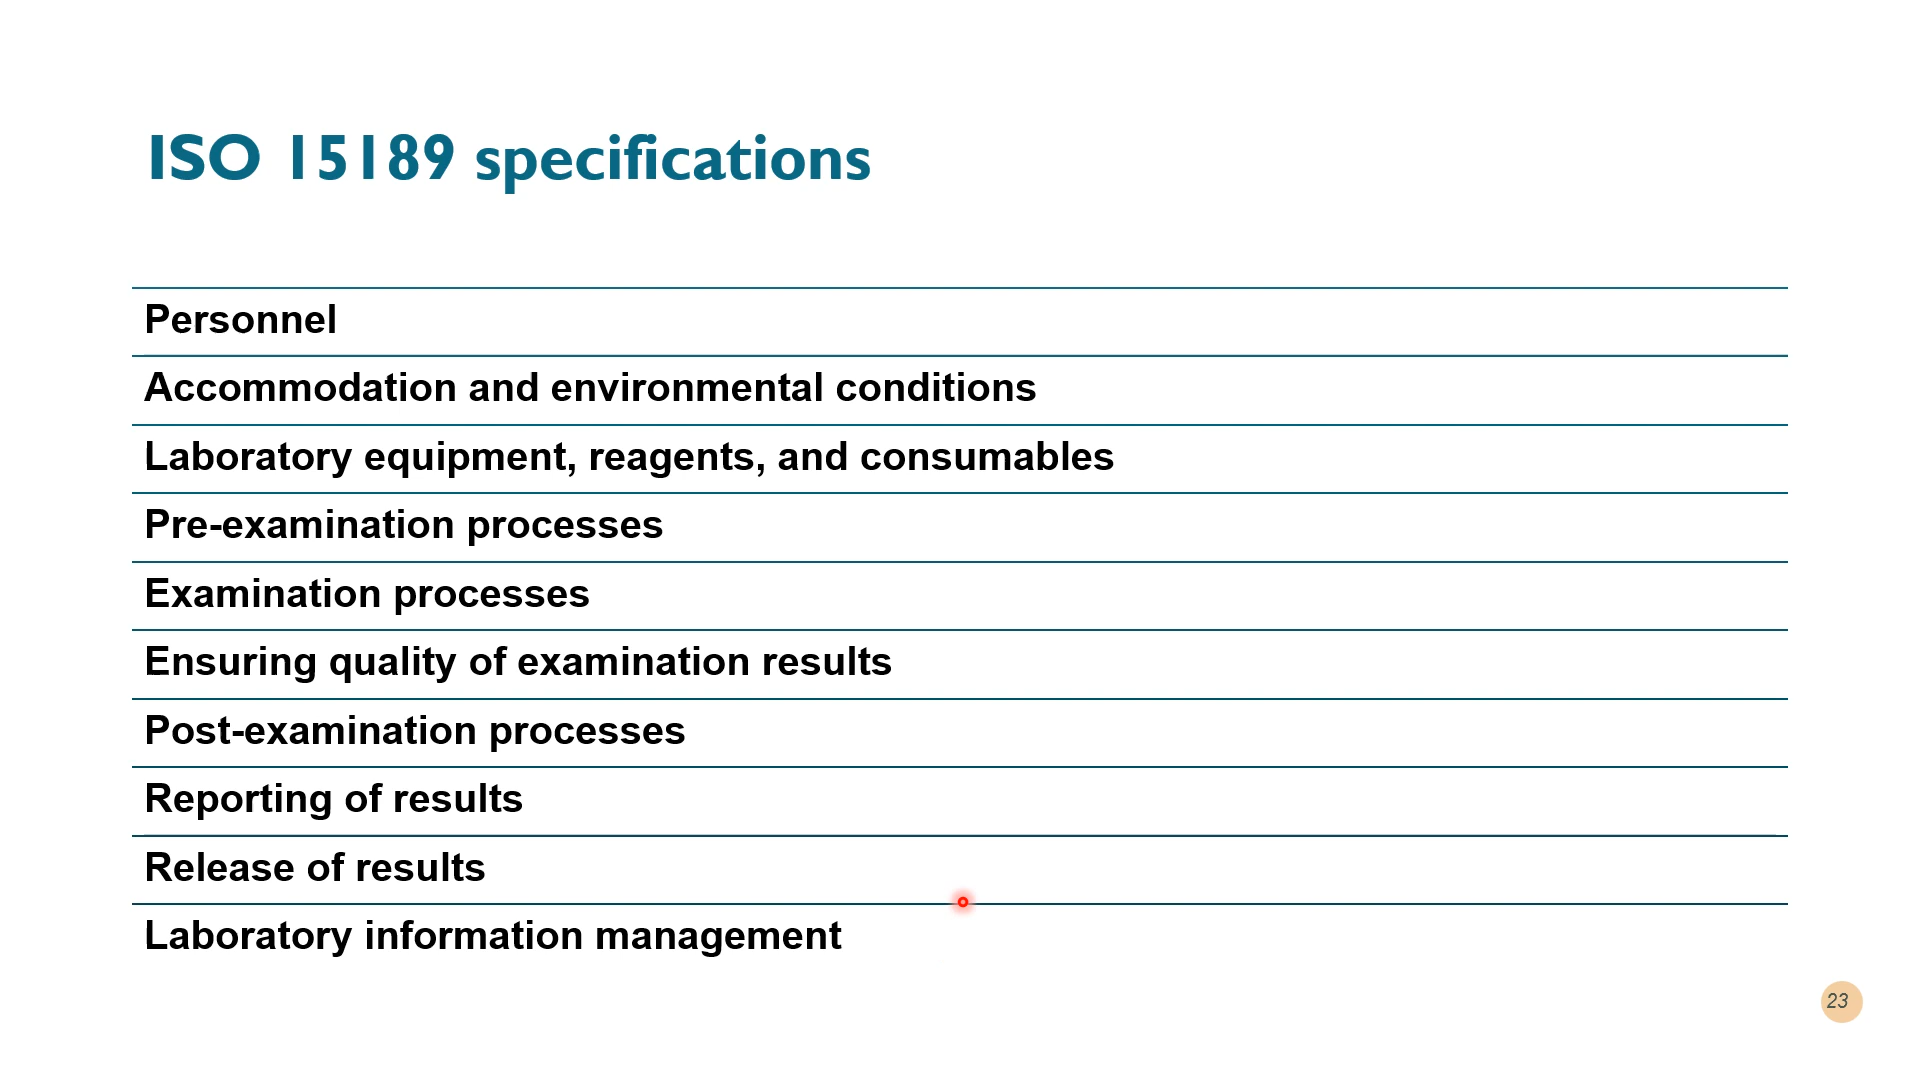 ISO 15189 specifications
Personnel
Accommodation and environmental conditions
Laboratory equipment, reagents, and consumables
Pre-examination processes
Examination processes
Ensuring quality of examination results
Post-examination processes
Reporting of results
Release of results
Laboratory information management
23